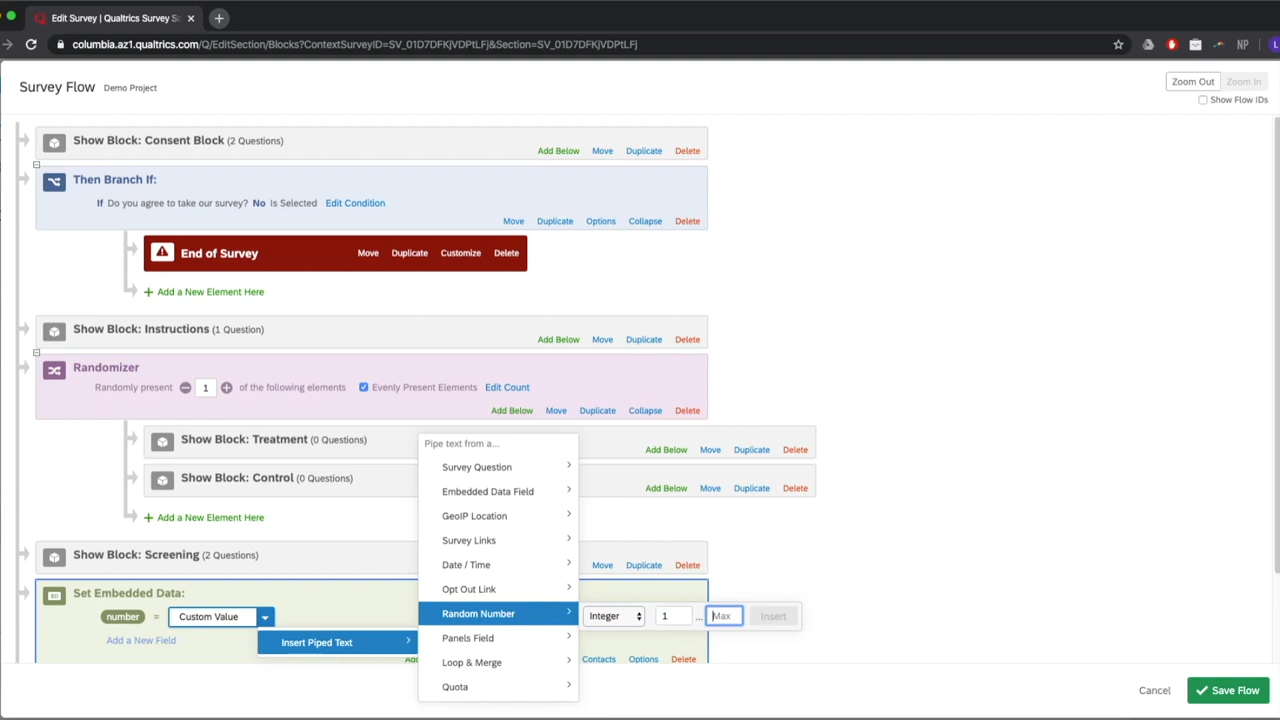 Edit Survey | Qualtrics Survey So
columbia.az1.qualtrics.com/Q/EditSection/Blocks?ContextSurveyID=SV_01D7DFKjVDPtLFj&Section=SV_01D7DFKjVDPtLFj
NP
L
Survey Flow Demo Project
Zoom Out Zoom In
Show Flow IDs
Show Block: Consent Block (2 Questions)
Add Below Move Duplicate Delete
Then Branch If:
If Do you agree to take our survey? No Is Selected Edit Condition
Move Duplicate Options Collapse Delete
End of Survey Move Duplicate Customize Delete
+ Add a New Element Here
Show Block: Instructions (1 Question)
Add Below Move Duplicate Delete
Randomizer
Randomly present 1 of the following elements Evenly Present Elements Edit Count
Add Below Move Duplicate Collapse Delete
Show Block: Treatment (0 Questions)
Add Below Move Duplicate Delete
Show Block: Control (0 Questions)
Add Below Move Duplicate Delete
+ Add a New Element Here
Show Block: Screening (2 Questions)
Move Duplicate Delete
Set Embedded Data:
number = Custom Value
Add a New Field
Insert Piped Text
Ad
Contacts Options Delete
Pipe text from a...
Survey Question
Embedded Data Field
GeoIP Location
Survey Links
Date / Time
Opt Out Link
Random Number
Panels Field
Loop & Merge
Quota
Integer 1 ... Max Insert
Cancel Save Flow